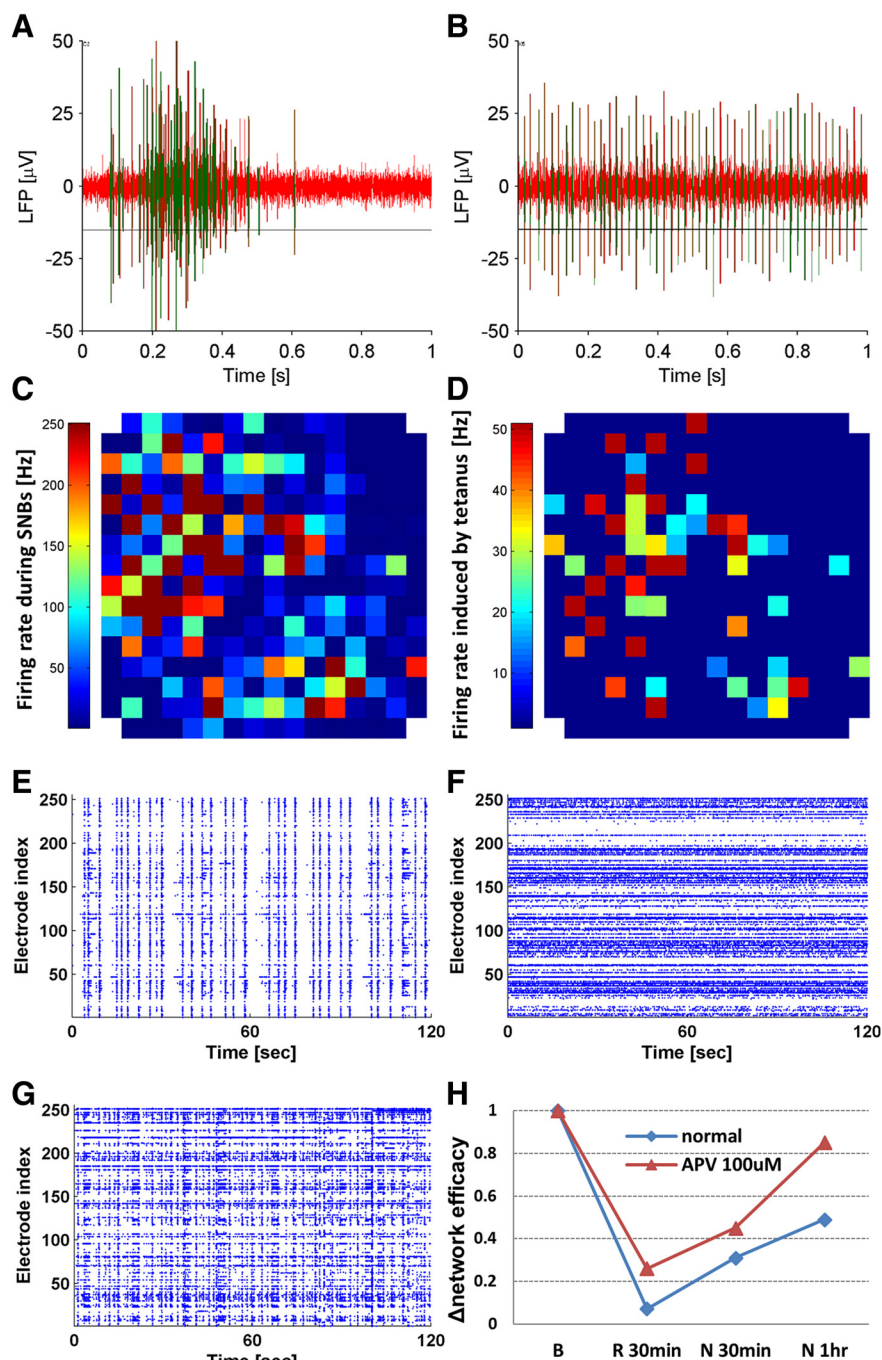 A
B
50
25
0
-25
-50
LFP [µV]
0
0.2
0.4
0.6
0.8
1
Time [s]
50
25
0
-25
-50
LFP [µV]
0
0.2
0.4
0.6
0.8
1
Time [s]
C
D
Firing rate during SNBs [Hz]
250
200
150
100
50
Firing rate induced by tetanus [Hz]
50
40
30
20
10
E
F
Electrode index
250
200
150
100
50
0
60
120
Time [sec]
Electrode index
250
200
150
100
50
0
60
120
Time [sec]
G
H
Electrode index
250
200
150
100
50
0
60
120
Time [sec]
Δnetwork efficacy
1
0.8
0.6
0.4
0.2
0
normal
APV 100uM
B
R 30min
N 30min
N 1hr